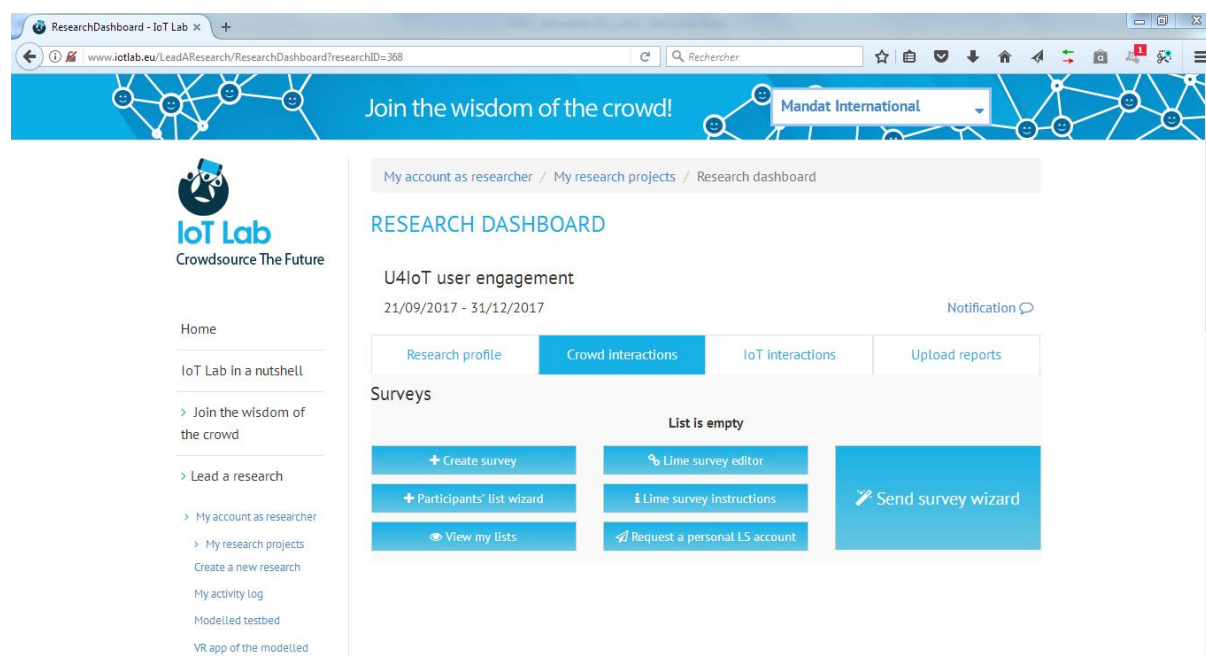 ResearchDashboard - IoT Lab
www.iotlab.eu/LeadAResearch/ResearchDashboard?researchID=368
Rechercher
1
Join the wisdom of the crowd!
Mandat International
IoT Lab
Crowdsource The Future
My account as researcher / My research projects / Research dashboard
RESEARCH DASHBOARD
U4IoT user engagement
21/09/2017 - 31/12/2017
Notification
Research profile
Crowd interactions
IoT interactions
Upload reports
Surveys
List is empty
Create survey
Lime survey editor
Participants' list wizard
Lime survey instructions
View my lists
Request a personal LS account
Send survey wizard
Home
IoT Lab in a nutshell
> Join the wisdom of
the crowd
> Lead a research
> My account as researcher
> My research projects
Create a new research
My activity log
Modelled testbed
VR app of the modelled